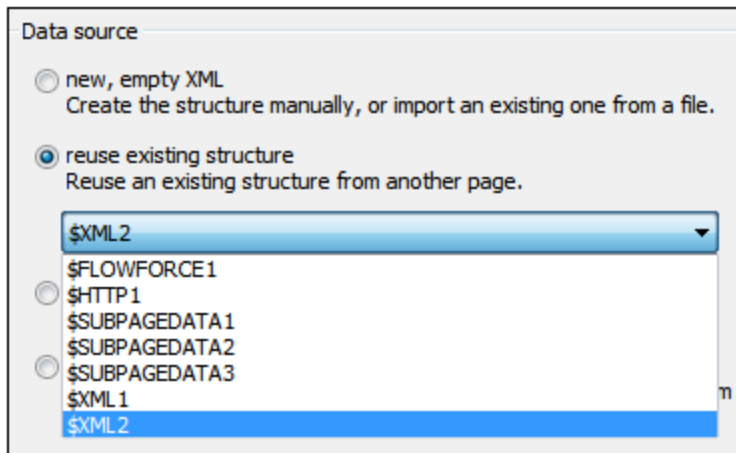 Data source
new, empty XML
Create the structure manually, or import an existing one from a file.
reuse existing structure
Reuse an existing structure from another page.
$XML2
$FLOWFORCE1
$HTTP1
$SUBPAGEDATA1
$SUBPAGEDATA2
$SUBPAGEDATA3
$XML1
$XML2